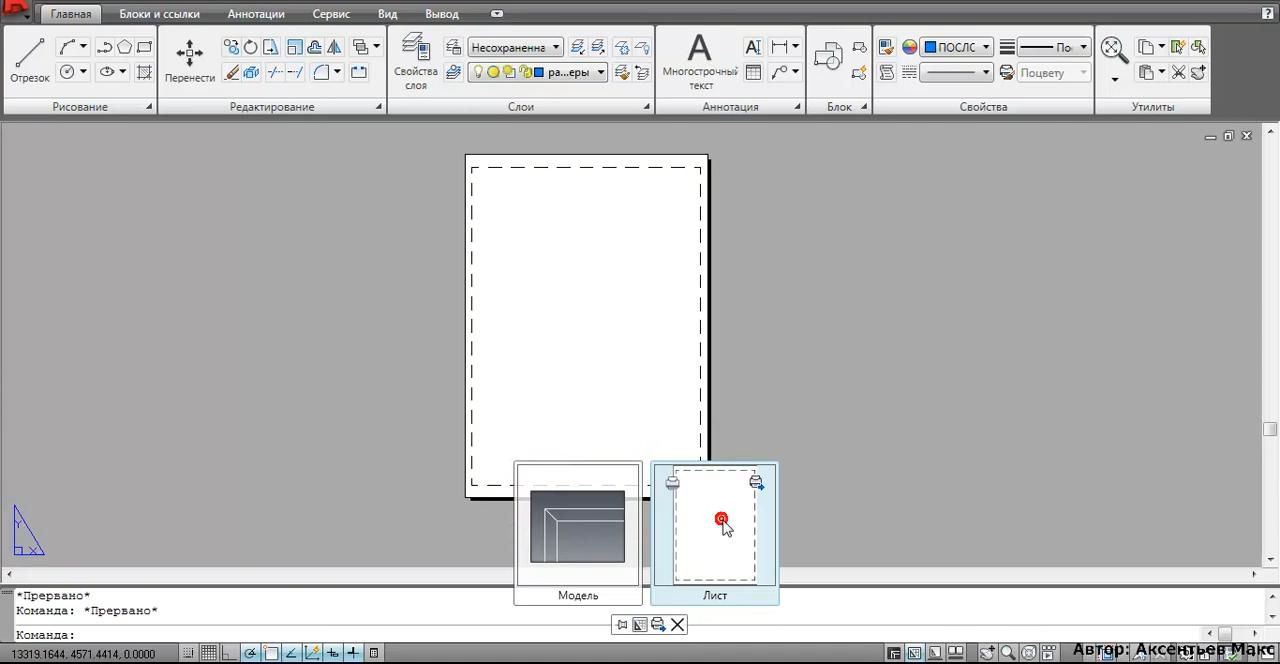 Главная Блоки и ссылки Аннотации Сервис Вид Вывод
Отрезок
Перенести
Свойства слоя
Несохраненна
ра...еры
Многострочный текст
Блок
ПОСЛС
По
Поцвету
Рисование
Редактирование
Слои
Аннотация
Свойства
Утилиты
Y
X
Модель
Лист
*Прервано*
Команда: *Прервано*
Команда:
13319.1644, 4571.4414, 0.0000
Автор: Аксентьев Макс